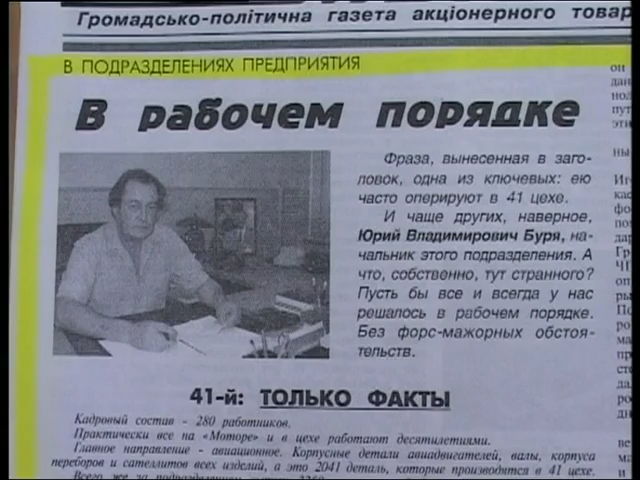 Громадсько-політична газета акціонерного товар
В ПОДРАЗДЕЛЕНИЯХ ПРЕДПРИЯТИЯ
В рабочем порядке
Фраза, вынесенная в заго-
ловок, одна из ключевых: ею
часто оперируют в 41 цехе.
И чаще других, наверное,
Юрий Владимирович Буря, на-
чальник этого подразделения. А
что, собственно, тут странного?
Пусть бы все и всегда у нас
решалось в рабочем порядке.
Без форс-мажорных обстоя-
тельств.
41-й: ТОЛЬКО ФАКТЫ
Кадровый состав - 280 работников.
Практически все на «Моторе» и в цехе работают десятилетиями.
Главное направление - авиационное. Корпусные детали авиадвигателей, валы, корпуса
переборов и сателлитов всех изделий, а это 2041 деталь, которые производятся в 41 цехе.